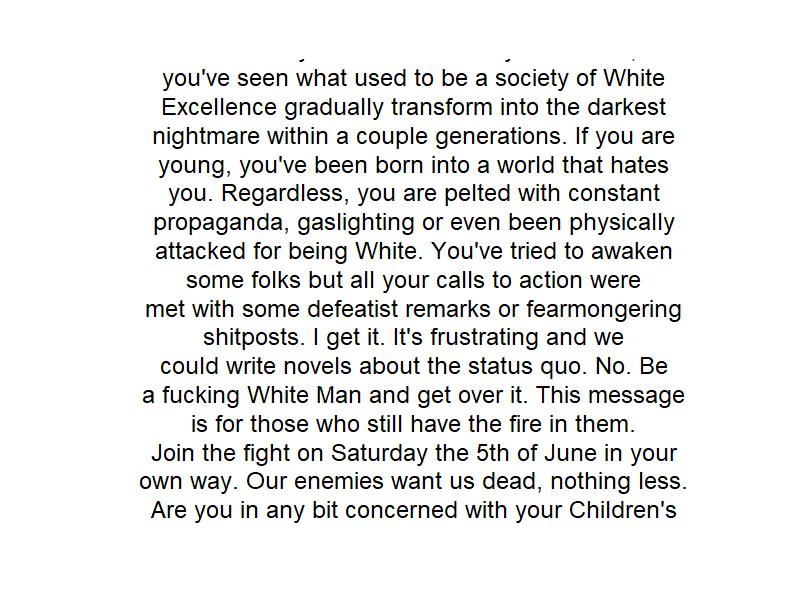 you've seen what used to be a society of White
Excellence gradually transform into the darkest
nightmare within a couple generations. If you are
young, you've been born into a world that hates
you. Regardless, you are pelted with constant
propaganda, gaslighting or even been physically
attacked for being White. You've tried to awaken
some folks but all your calls to action were
met with some defeatist remarks or fearmongering
shitposts. I get it. It's frustrating and we
could write novels about the status quo. No. Be
a fucking White Man and get over it. This message
is for those who still have the fire in them.
Join the fight on Saturday the 5th of June in your
own way. Our enemies want us dead, nothing less.
Are you in any bit concerned with your Children's